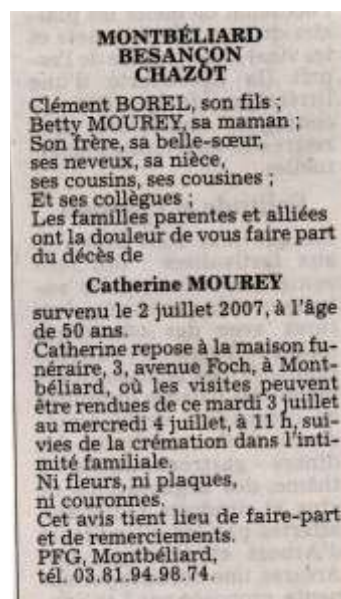 MONTBÉLIARD
BESANÇON
CHAZOT
Clément BOREL, son fils ;
Betty MOUREY, sa maman ;
Son frère, sa belle-sœur,
ses neveux, sa nièce,
ses cousins, ses cousines ;
Et ses collègues ;
Les familles parentes et alliées
ont la douleur de vous faire part
du décès de
Catherine MOUREY
survenu le 2 juillet 2007, à l'âge
de 50 ans.
Catherine repose à la maison fu-
néraire, 3, avenue Foch, à Mont-
béliard, où les visites peuvent
être rendues de ce mardi 3 juillet
au mercredi 4 juillet, à 11 h, sui-
vies de la crémation dans l'inti-
mité familiale.
Ni fleurs, ni plaques,
ni couronnes.
Cet avis tient lieu de faire-part
et de remerciements.
PFG, Montbéliard,
tél. 03.81.94.98.74.